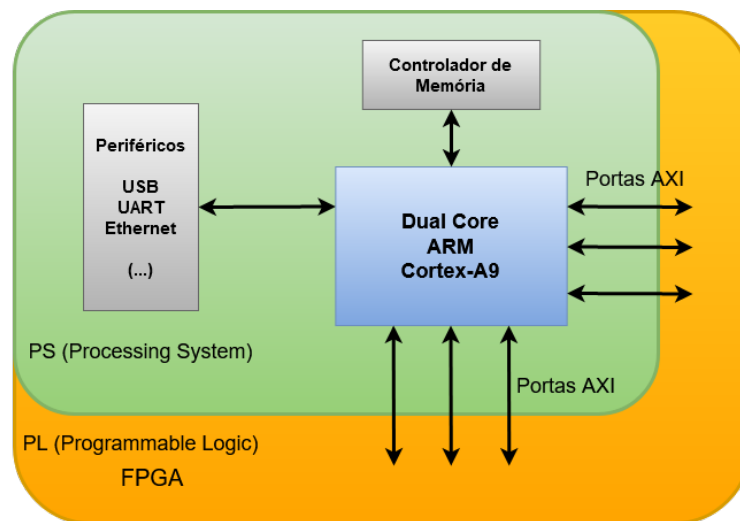 Controlador de
Memória
Periféricos
USB
UART
Ethernet
(...)
Portas AXI
Dual Core
ARM
Cortex-A9
PS (Processing System)
Portas AXI
PL (Programmable Logic)
FPGA